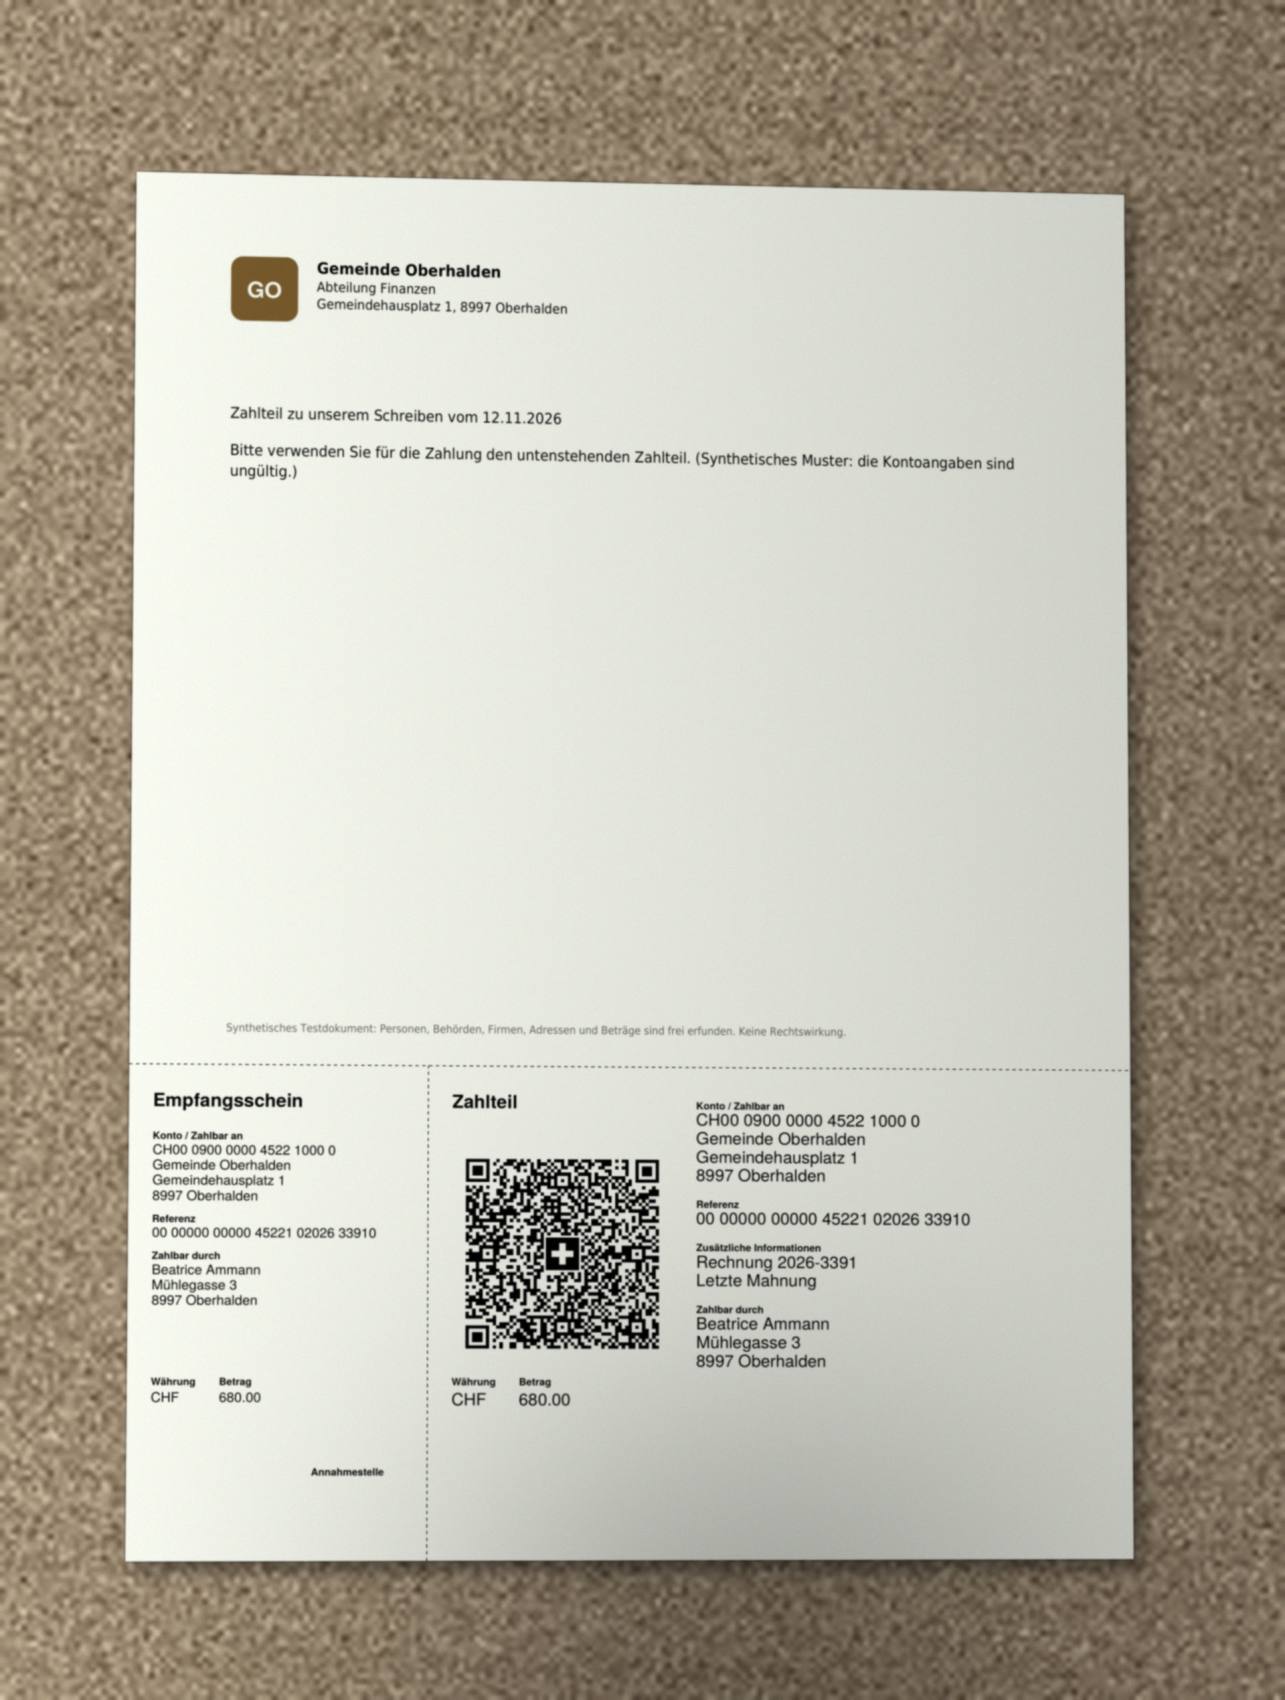 GO
Gemeinde Oberhalden
Abteilung Finanzen
Gemeindehausplatz 1, 8997 Oberhalden
Zahlteil zu unserem Schreiben vom 12.11.2026
Bitte verwenden Sie für die Zahlung den untenstehenden Zahlteil. (Synthetisches Muster: die Kontoangaben sind
ungültig.)
Synthetisches Testdokument: Personen, Behörden, Firmen, Adressen und Beträge sind frei erfunden. Keine Rechtswirkung.
Empfangsschein
Konto / Zahlbar an
CH00 0900 0000 4522 1000 0
Gemeinde Oberhalden
Gemeindehausplatz 1
8997 Oberhalden
Referenz
00 00000 00000 45221 02026 33910
Zahlbar durch
Beatrice Ammann
Mühlegasse 3
8997 Oberhalden
Währung Betrag
CHF 680.00
Annahmestelle
Zahlteil
Währung Betrag
CHF 680.00
Konto / Zahlbar an
CH00 0900 0000 4522 1000 0
Gemeinde Oberhalden
Gemeindehausplatz 1
8997 Oberhalden
Referenz
00 00000 00000 45221 02026 33910
Zusätzliche Informationen
Rechnung 2026-3391
Letzte Mahnung
Zahlbar durch
Beatrice Ammann
Mühlegasse 3
8997 Oberhalden